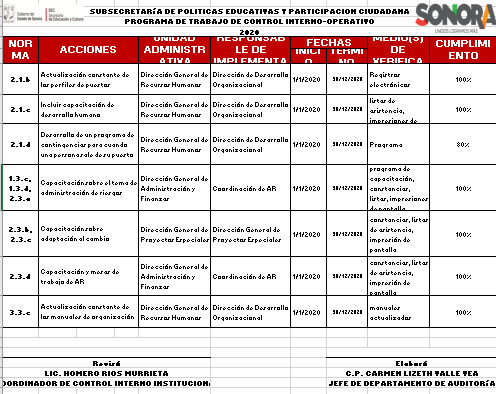 SUBSECRETARÍA DE POLITICAS EDUCATIVAS Y PARTICIPACION CIUDADANA
PROGRAMA DE TRABAJO DE CONTROL INTERNO-OPERATIVO
SONORA
2020
NOR MA ACCIONES UNIDAD ADMINISTR ATIVA RESPONSAB LE DE IMPLEMENTA FECHAS INICI O TERMI NO MEDIO(S) DE VERIFICA CUMPLIMI ENTO
2.1.b Actualización constante de las perfiles de puestos Dirección General de Recursos Humanos Dirección de Desarrollo Organizacional 1/1/2020 30/12/2020 Registros electrónicos 100%
2.1.c Incluir capacitación de desarrollo humano Dirección General de Recursos Humanos Dirección de Desarrollo Organizacional 1/1/2020 30/12/2020 listas de asistencia, impresiones de 100%
2.1.d Desarrollo de un programa de contingencias para cuando una persona sale de su puesto Dirección General de Recursos Humanos Dirección de Desarrollo Organizacional 1/1/2020 30/12/2020 Programa 80%
1.3.c, 1.3.d, 2.3.a Capacitación sobre el tema de administración de riesgos Dirección General de Administración y Finanzas Coordinación de AR 1/1/2020 30/12/2020 programa de capacitación, constancias, listas, impresiones de pantalla 100%
2.3.b, 2.3.c Capacitación sobre adaptación al cambio Dirección General de Proyectos Especiales Dirección General de Proyectos Especiales 1/1/2020 30/12/2020 constancias, listas de asistencia, impresión de pantalla 100%
2.3.d Capacitación y mesas de trabajo de AR Dirección General de Administración y Finanzas Coordinación de AR 1/1/2020 30/12/2020 constancias, listas de asistencia, impresiones de pantalla 100%
3.3.c Actualización constante de las manuales de organización Dirección General de Recursos Humanos Dirección de Desarrollo Organizacional 1/1/2020 30/12/2020 manuales actualizados 100%
Revisó Elaboró
LIC. HOMERO RIOS MURRIETA C.P. CARMEN LIZETH VALLE YEA
OORDINADOR DE CONTROL INTERNO INSTITUCIONA JEFE DE DEPARTAMENTO DE AUDITORÍA